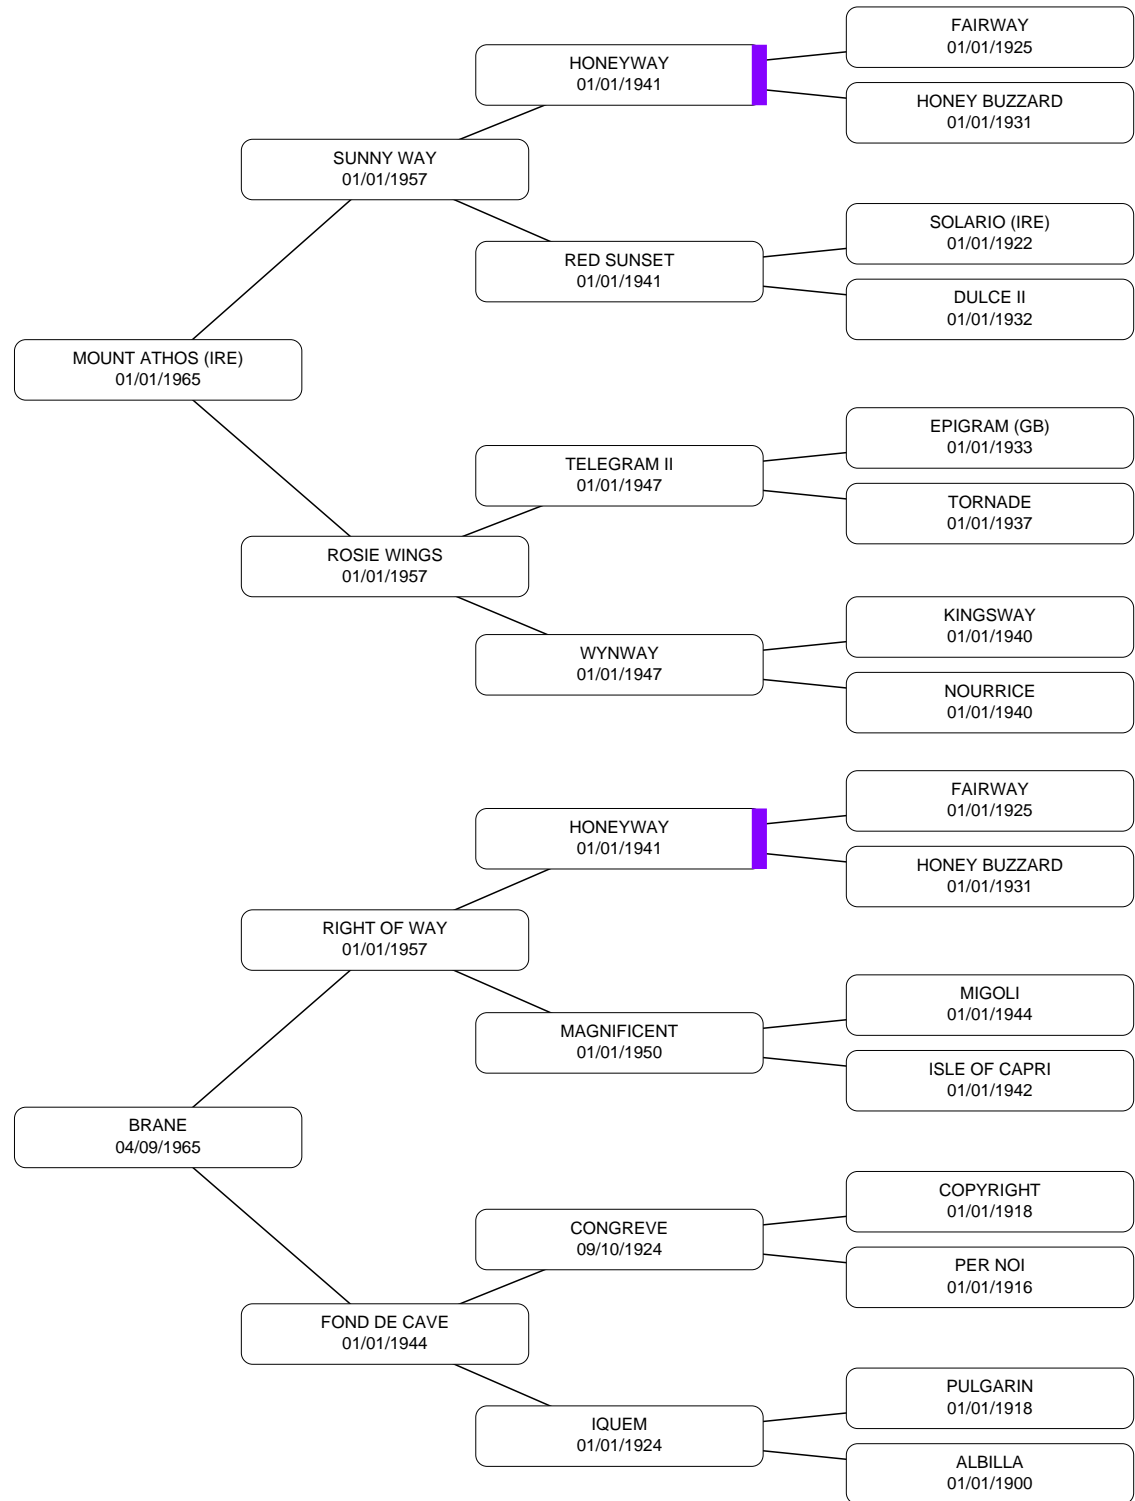 FAIRWAY
01/01/1925
HONEYWAY
01/01/1941
HONEY BUZZARD
01/01/1931
SUNNY WAY
01/01/1957
SOLARIO (IRE)
01/01/1922
RED SUNSET
01/01/1941
DULCE II
01/01/1932
MOUNT ATHOS (IRE)
01/01/1965
EPIGRAM (GB)
01/01/1933
TELEGRAM II
01/01/1947
TORNADE
01/01/1937
ROSIE WINGS
01/01/1957
KINGSWAY
01/01/1940
WYNWAY
01/01/1947
NOURRICE
01/01/1940
FAIRWAY
01/01/1925
HONEYWAY
01/01/1941
HONEY BUZZARD
01/01/1931
RIGHT OF WAY
01/01/1957
MIGOLI
01/01/1944
MAGNIFICENT
01/01/1950
ISLE OF CAPRI
01/01/1942
BRANE
04/09/1965
COPYRIGHT
01/01/1918
CONGREVE
09/10/1924
PER NOI
01/01/1916
FOND DE CAVE
01/01/1944
PULGARIN
01/01/1918
IQUEM
01/01/1924
ALBILLA
01/01/1900